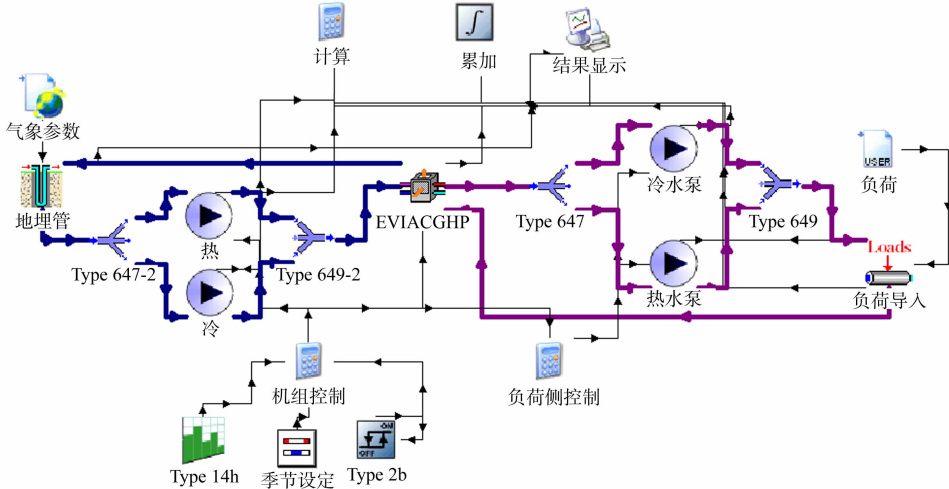 计算
累加
结果显示
气象参数
USER
负荷
冷水泵
地埋管
热
EVIACGHP
Type 647
Type 649
Type 647-2
Type 649-2
Loads
热水泵
负荷导入
冷
机组控制
负荷侧控制
ON
OFF
Type 14h
季节设定
Type 2b